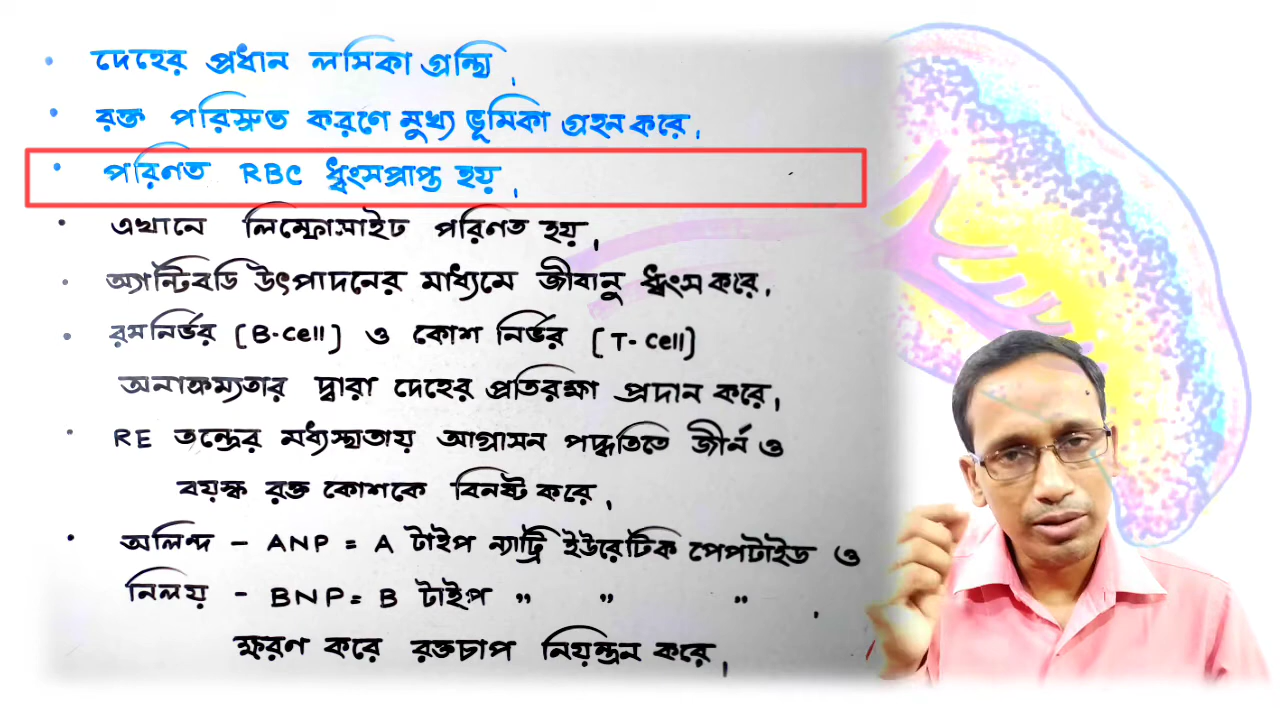 • দেহের প্রধান লসিকা গ্রন্থি।
• রক্ত পরিস্রুত করণে মুখ্য ভূমিকা গ্রহন করে।
• পরিণত RBC ধ্বংসপ্রাপ্ত হয়।
• এখানে লিম্ফোসাইট পরিণত হয়।
• অ্যান্টিবডি উৎপাদনের মাধ্যমে জীবানু ধ্বংস করে।
• রসনির্ভর [B-cell] ও কোশ নির্ভর [T-cell]
অনাক্রম্যতার দ্বারা দেহের প্রতিরক্ষা প্রদান করে।
• RE তন্ত্রের মধ্যস্থতায় আগ্রাসন পদ্ধতিতে জীর্ন ও
বয়স্ক রক্ত কোশকে বিনষ্ট করে।
• অলিন্দ - ANP = A টাইপ ন্যাট্রিইউরেটিক পেপটাইড ও
নিলয় - BNP = B টাইপ " " " ।
ক্ষরণ করে রক্তচাপ নিয়ন্ত্রন করে।